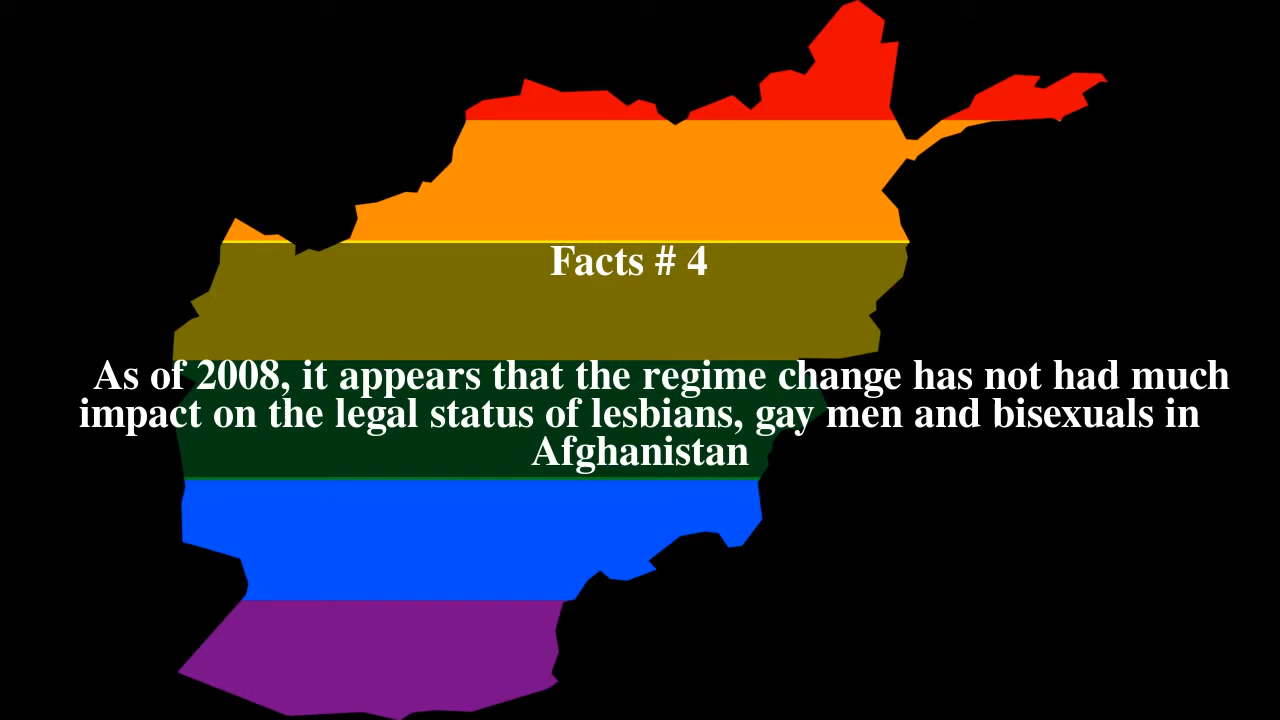 Facts # 4
As of 2008, it appears that the regime change has not had much
impact on the legal status of lesbians, gay men and bisexuals in
Afghanistan